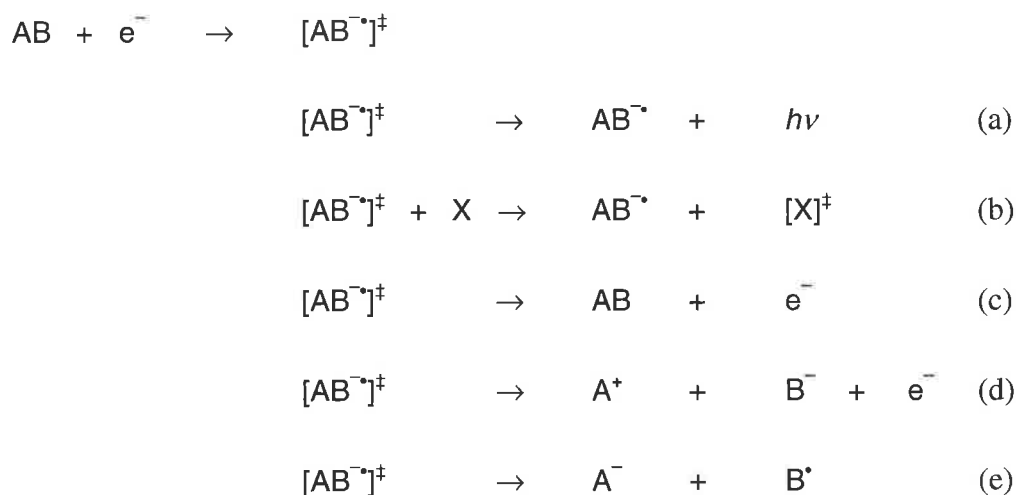 AB + e⁻ → [AB⁻•]‡
[AB⁻•]‡ → AB⁻• + hν (a)
[AB⁻•]‡ + X → AB⁻• + [X]‡ (b)
[AB⁻•]‡ → AB + e⁻ (c)
[AB⁻•]‡ → A⁺ + B⁻ + e⁻ (d)
[AB⁻•]‡ → A⁻ + B• (e)